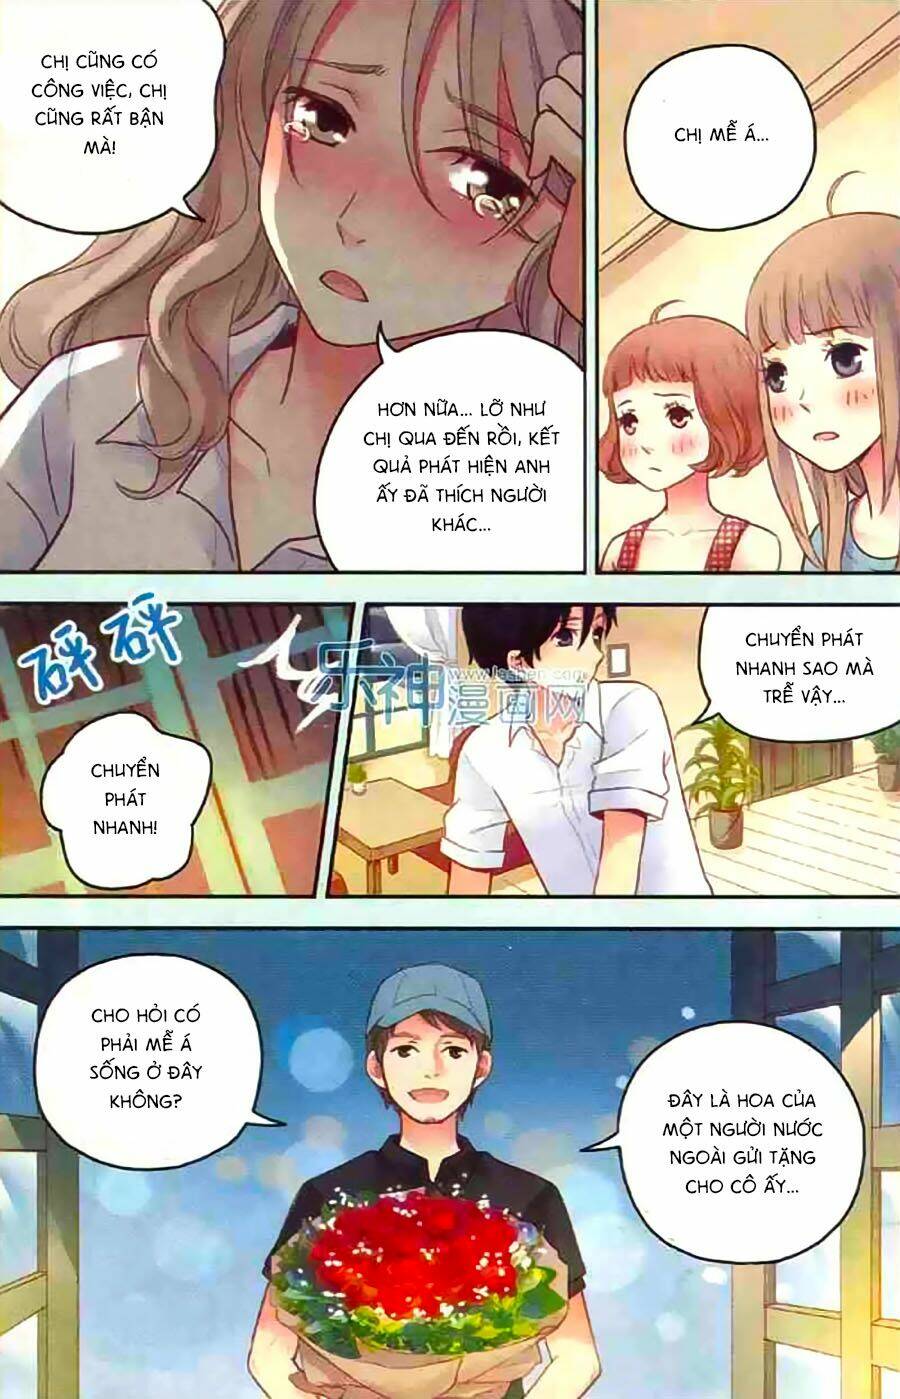 CHỊ CŨNG CÓ
CÔNG VIỆC, CHỊ
CŨNG RẤT BẬN
MÀ!
CHỊ MỄ Á...
HƠN NỮA... LỠ NHƯ
CHỊ QUA ĐẾN RỒI, KẾT
QUẢ PHÁT HIỆN ANH
ẤY ĐÃ THÍCH NGƯỜI
KHÁC...
砰砰
CHUYỂN
PHÁT
NHANH!
乐神漫画网
CHUYỂN PHÁT
NHANH SAO MÀ
TRỄ VẬY...
CHO HỎI CÓ
PHẢI MỄ Á
SỐNG Ở ĐÂY
KHÔNG?
ĐÂY LÀ HOA CỦA
MỘT NGƯỜI NƯỚC
NGOÀI GỬI TẶNG
CHO CÔ ẤY...